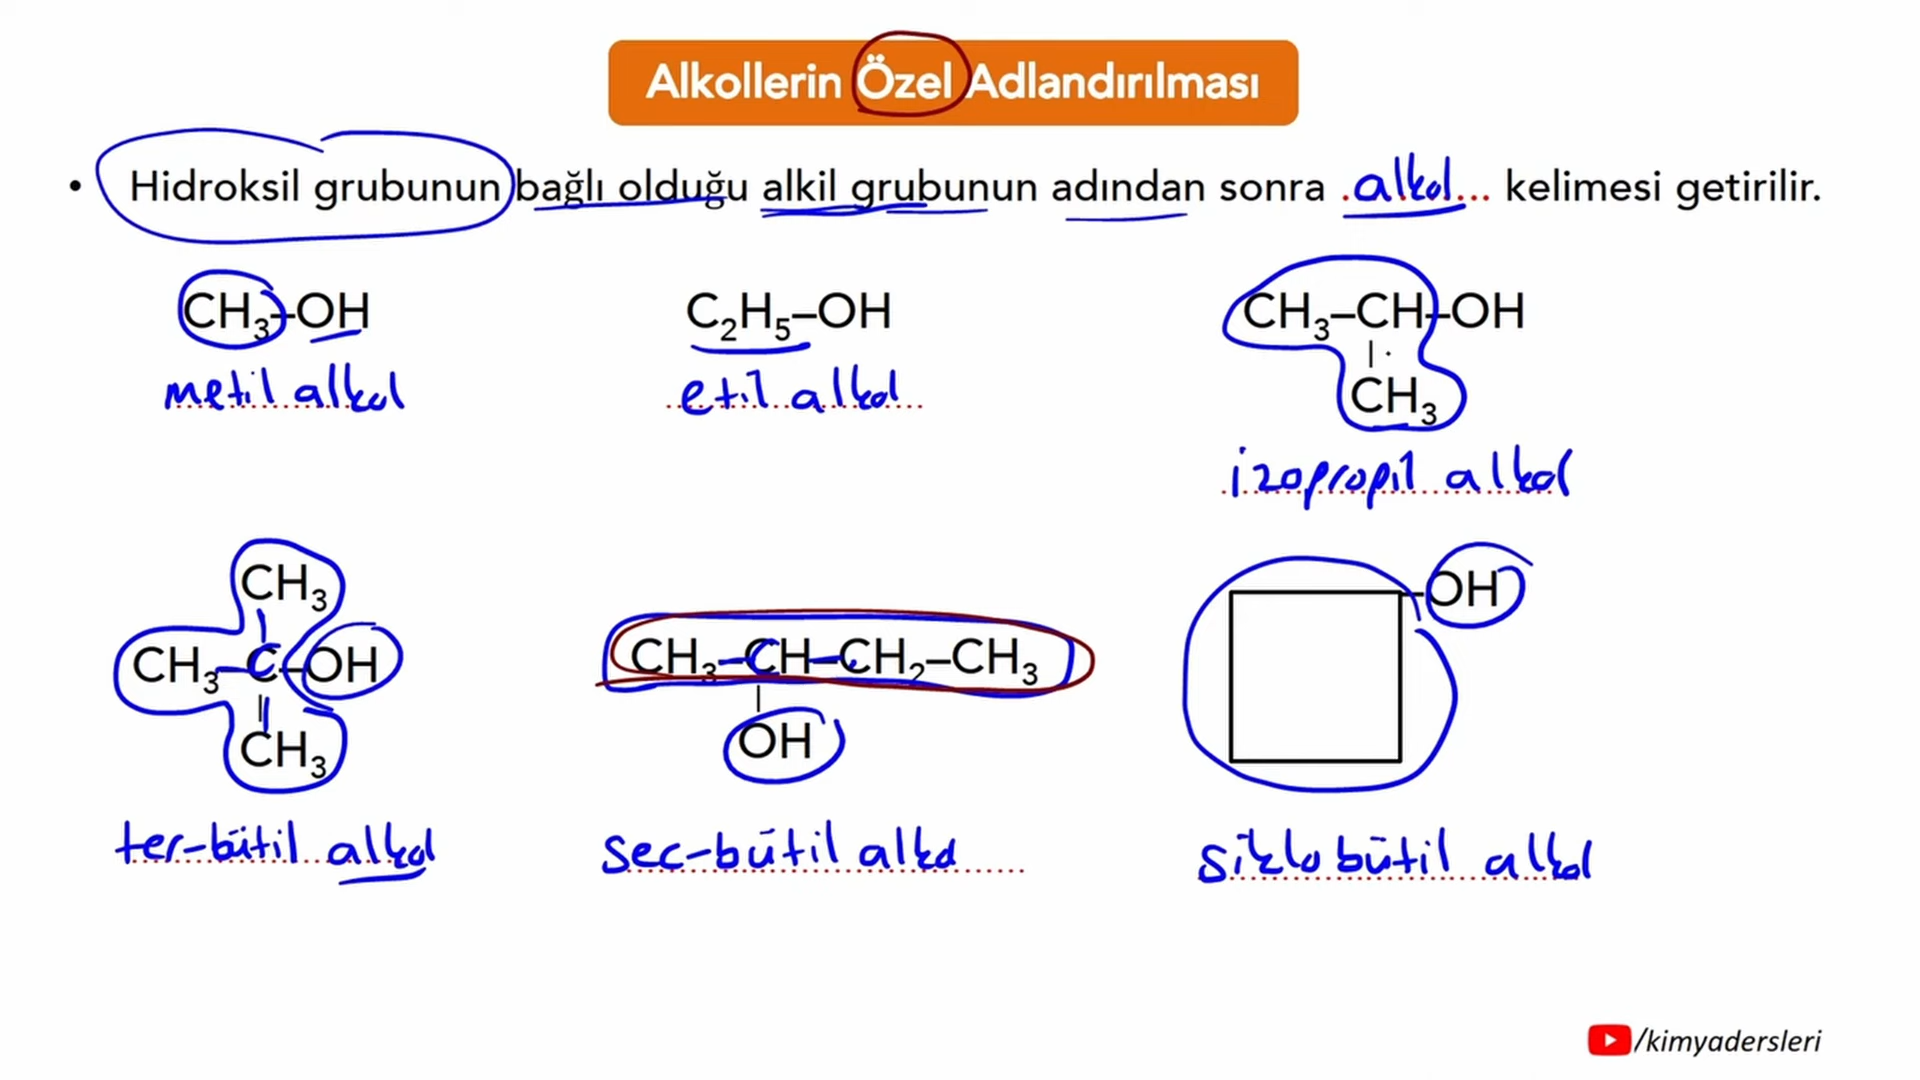 Alkollerin Özel Adlandırılması
• Hidroksil grubunun bağlı olduğu alkil grubunun adından sonra .alkol... kelimesi getirilir.
CH₃–OH
metil alkol
C₂H₅–OH
etil alkol
CH₃–CH–OH
|
CH₃
izopropil alkol
CH₃
|
CH₃–C–OH
|
CH₃
ter-bütil alkol
CH₃–CH–CH₂–CH₃
|
OH
sec-bütil alkol
–OH
siklobütil alkol
/kimyadersleri